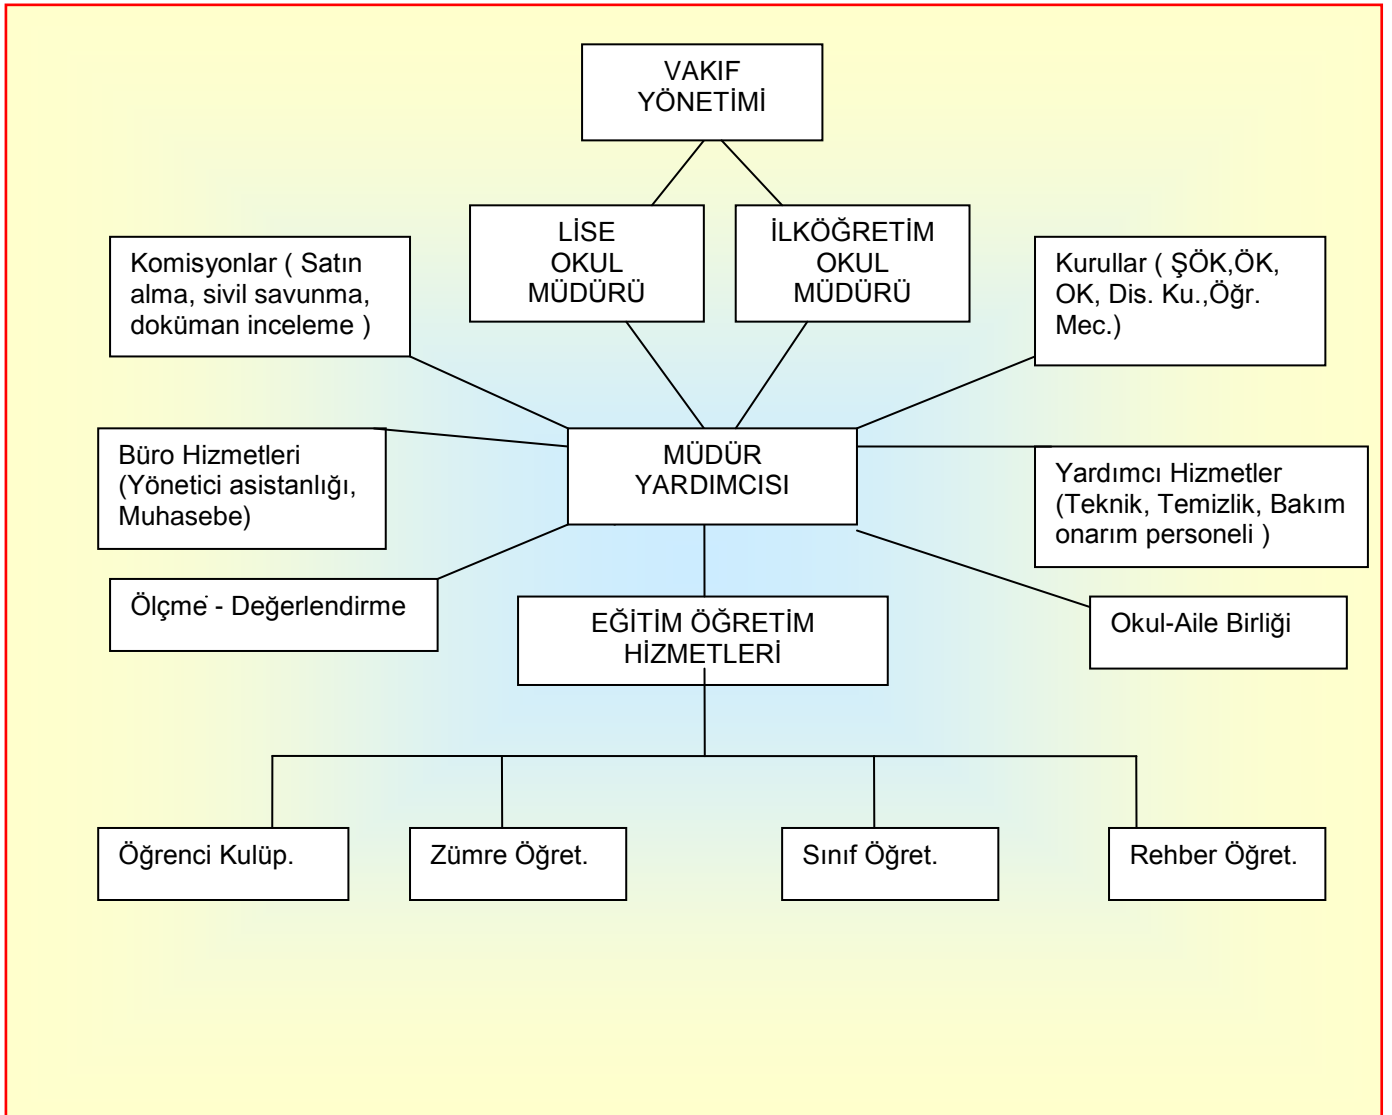 VAKIF
YÖNETİMİ
LİSE
OKUL
MÜDÜRÜ
İLKÖĞRETİM
OKUL
MÜDÜRÜ
Komisyonlar ( Satın
alma, sivil savunma,
doküman inceleme )
Kurullar ( ŞÖK,ÖK,
OK, Dis. Ku.,Öğr.
Mec.)
Büro Hizmetleri
(Yönetici asistanlığı,
Muhasebe)
MÜDÜR
YARDIMCISI
Yardımcı Hizmetler
(Teknik, Temizlik, Bakım
onarım personeli )
Ölçme - Değerlendirme
EĞİTİM ÖĞRETİM
HİZMETLERİ
Okul-Aile Birliği
Öğrenci Kulüp.
Zümre Öğret.
Sınıf Öğret.
Rehber Öğret.